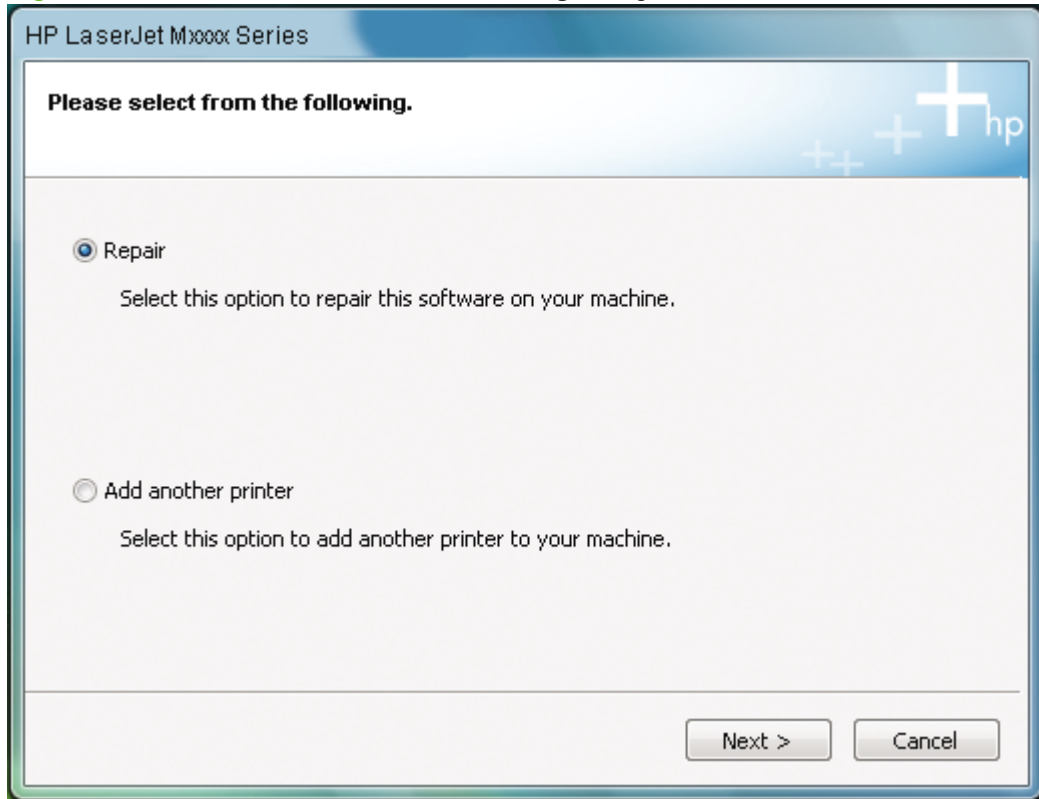 HP LaserJet Mxxxx Series
Please select from the following.
hp
Repair
Select this option to repair this software on your machine.
Add another printer
Select this option to add another printer to your machine.
Next >
Cancel